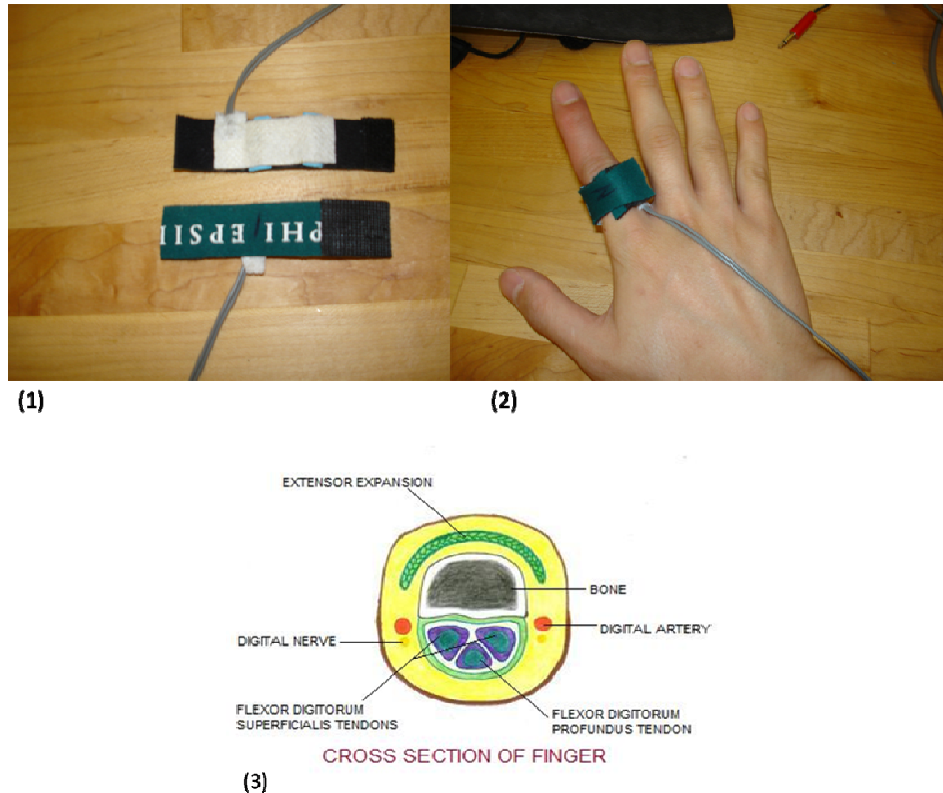 PHI EPSI
(1)
(2)
EXTENSOR EXPANSION
BONE
DIGITAL NERVE
DIGITAL ARTERY
FLEXOR DIGITORUM
SUPERFICIALIS TENDONS
FLEXOR DIGITORUM
PROFUNDUS TENDON
CROSS SECTION OF FINGER
(3)